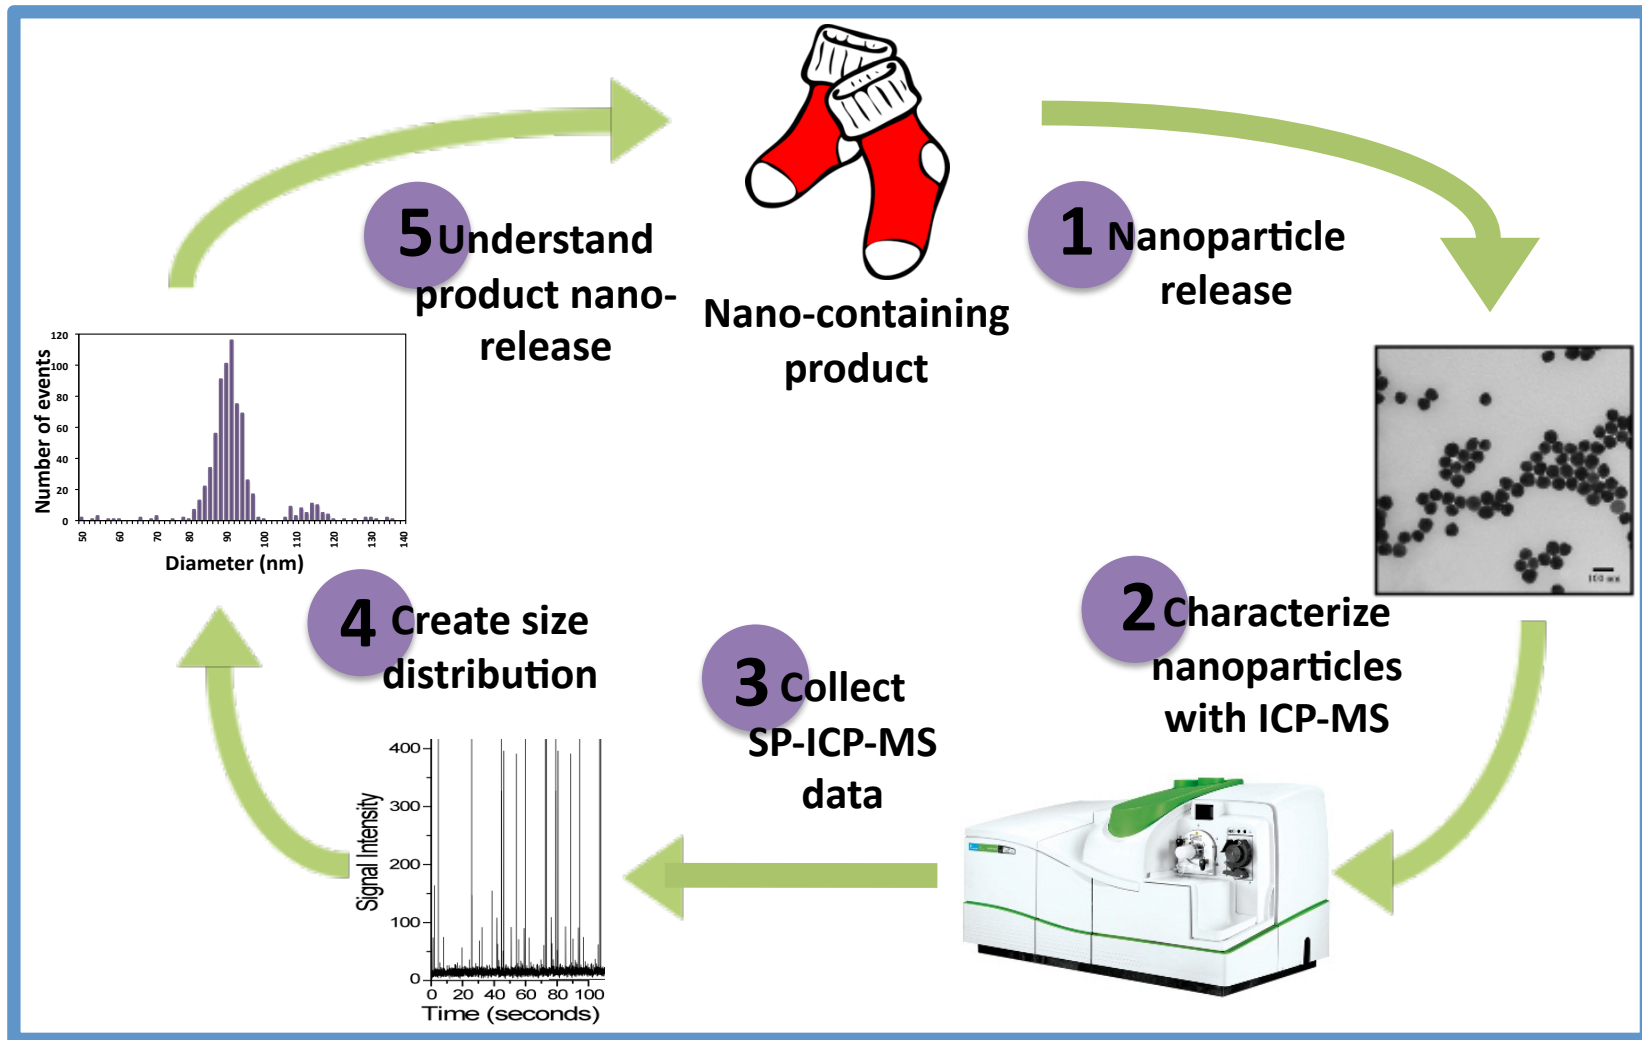 Nano-containing
product
1 Nanoparticle
release
100 nm
2 Characterize
nanoparticles
with ICP-MS
3 Collect
SP-ICP-MS
data
400
300
200
100
0
Signal Intensity
0 20 40 60 80 100
Time (seconds)
4 Create size
distribution
120
100
80
60
40
20
0
Number of events
50 60 70 80 90 100 110 120 130 140
Diameter (nm)
5 Understand
product nano-
release